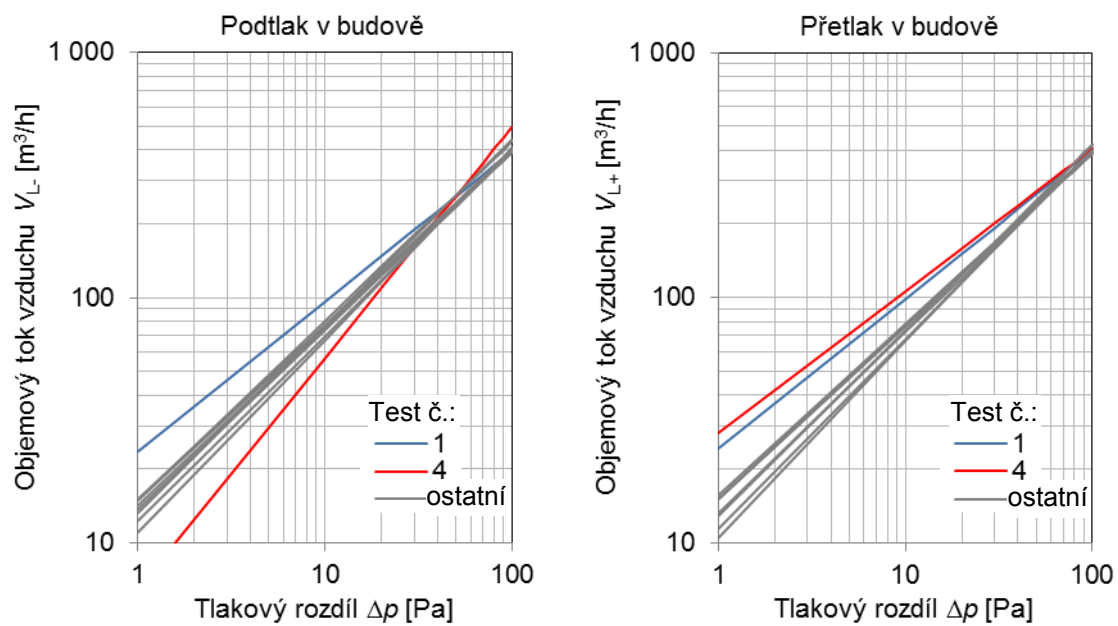 Podtlak v budově
1 000
100
10
1
10
100
Objemový tok vzduchu V_L- [m³/h]
Tlakový rozdíl Δp [Pa]
Test č.:
1
4
ostatní
Přetlak v budově
1 000
100
10
1
10
100
Objemový tok vzduchu V_L+ [m³/h]
Tlakový rozdíl Δp [Pa]
Test č.:
1
4
ostatní